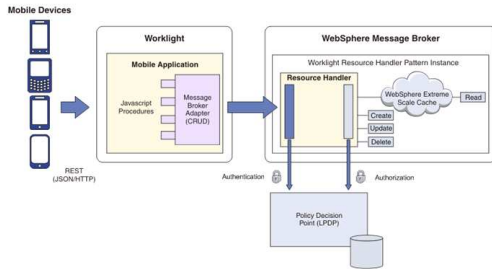 Mobile Devices
REST
(JSON/HTTP)
Worklight
Mobile Application
Javascript
Procedures
Message
Broker
Adapter
(CRUD)
WebSphere Message Broker
Worklight Resource Handler Pattern Instance
Resource Handler
WebSphere Extreme
Scale Cache
Read
Create
Update
Delete
Authentication
Authorization
Policy Decision
Point (LPDP)